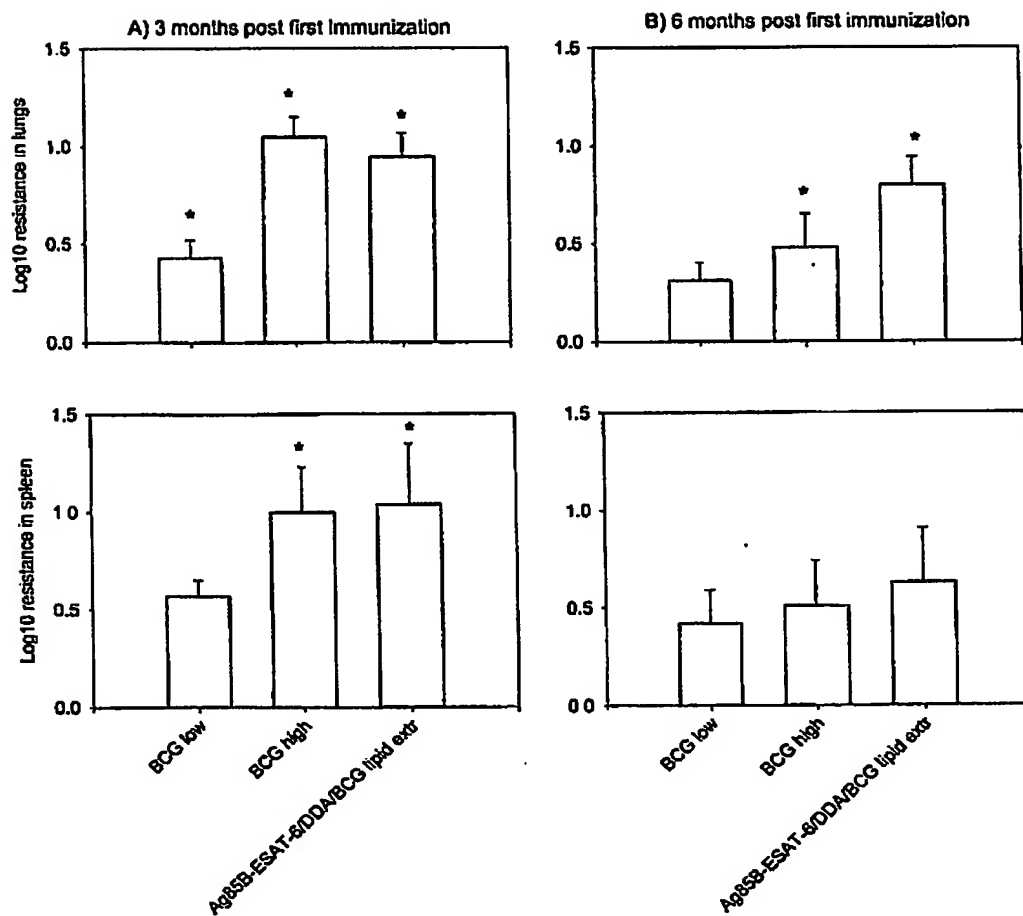 A) 3 months post first immunization
B) 6 months post first immunization
Log10 resistance in lungs
1.5
1.0
0.5
0.0
*
*
*
1.5
1.0
0.5
0.0
*
*
Log10 resistance in spleen
1.5
1.0
0.5
0.0
*
*
1.5
1.0
0.5
0.0
BCG low
BCG high
Ag85B-ESAT-6/DDA/BCG lipid extr
BCG low
BCG high
Ag85B-ESAT-6/DDA/BCG lipid extr